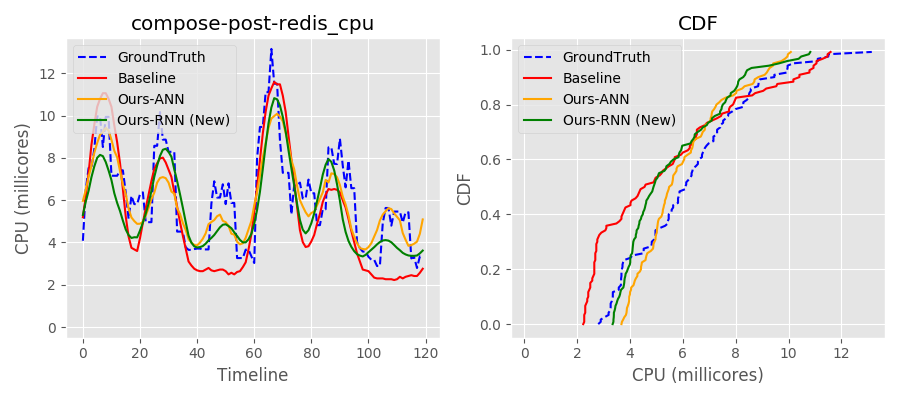 compose-post-redis_cpu
GroundTruth
Baseline
Ours-ANN
Ours-RNN (New)
CPU (millicores)
12
10
8
6
4
2
0
0 20 40 60 80 100 120
Timeline
CDF
GroundTruth
Baseline
Ours-ANN
Ours-RNN (New)
CDF
1.0
0.8
0.6
0.4
0.2
0.0
0 2 4 6 8 10 12
CPU (millicores)